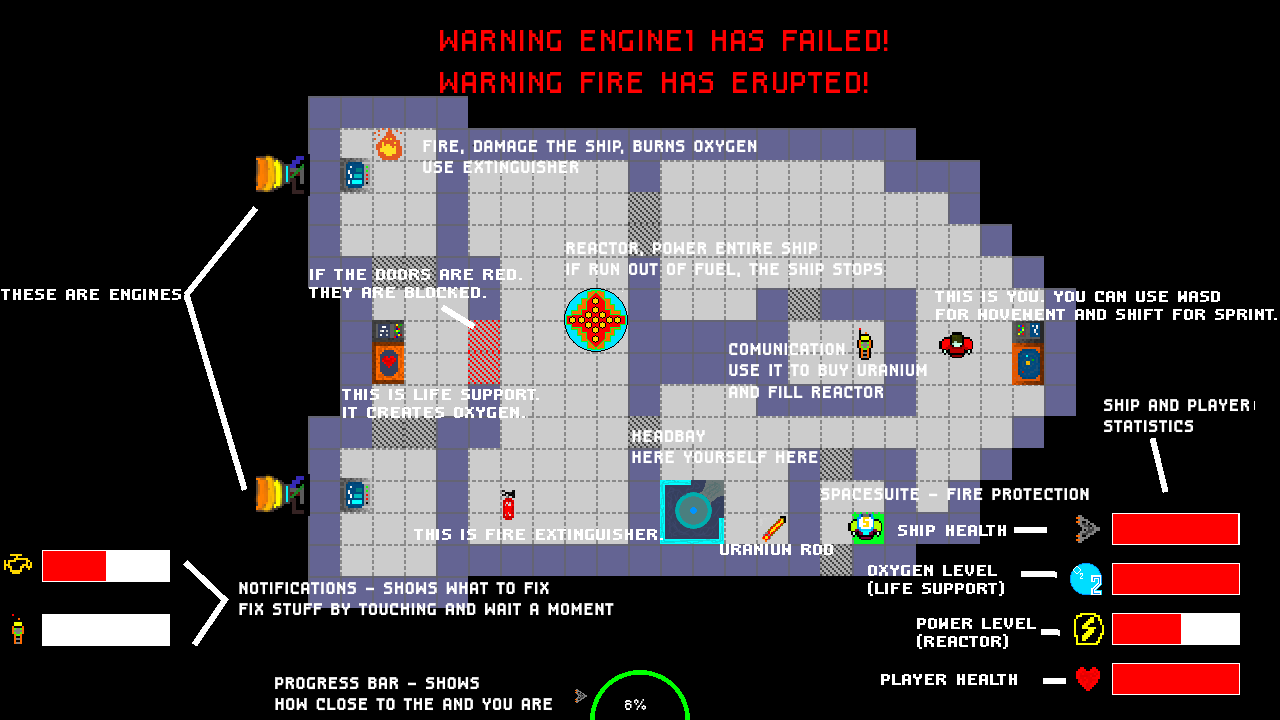 WARNING ENGINE1 HAS FAILED!
WARNING FIRE HAS ERUPTED!
FIRE, DAMAGE THE SHIP, BURNS OXYGEN
USE EXTINGUISHER
REACTOR, POWER ENTIRE SHIP
IF RUN OUT OF FUEL, THE SHIP STOPS
IF THE DOORS ARE RED.
THEY ARE BLOCKED.
THESE ARE ENGINES
THIS IS YOU. YOU CAN USE WASD
FOR MOVEMENT AND SHIFT FOR SPRINT.
COMUNICATION
USE IT TO BUY URANIUM
AND FILL REACTOR
THIS IS LIFE SUPPORT.
IT CREATES OXYGEN.
SHIP AND PLAYER
STATISTICS
HEADBAY
HERE YOURSELF HERE
SPACESUITE - FIRE PROTECTION
THIS IS FIRE EXTINGUISHER
URANIUM ROD
SHIP HEALTH
OXYGEN LEVEL
(LIFE SUPPORT)
2
NOTIFICATIONS - SHOWS WHAT TO FIX
FIX STUFF BY TOUCHING AND WAIT A MOMENT
POWER LEVEL
(REACTOR)
PLAYER HEALTH
PROGRESS BAR - SHOWS
HOW CLOSE TO THE AND YOU ARE
6%